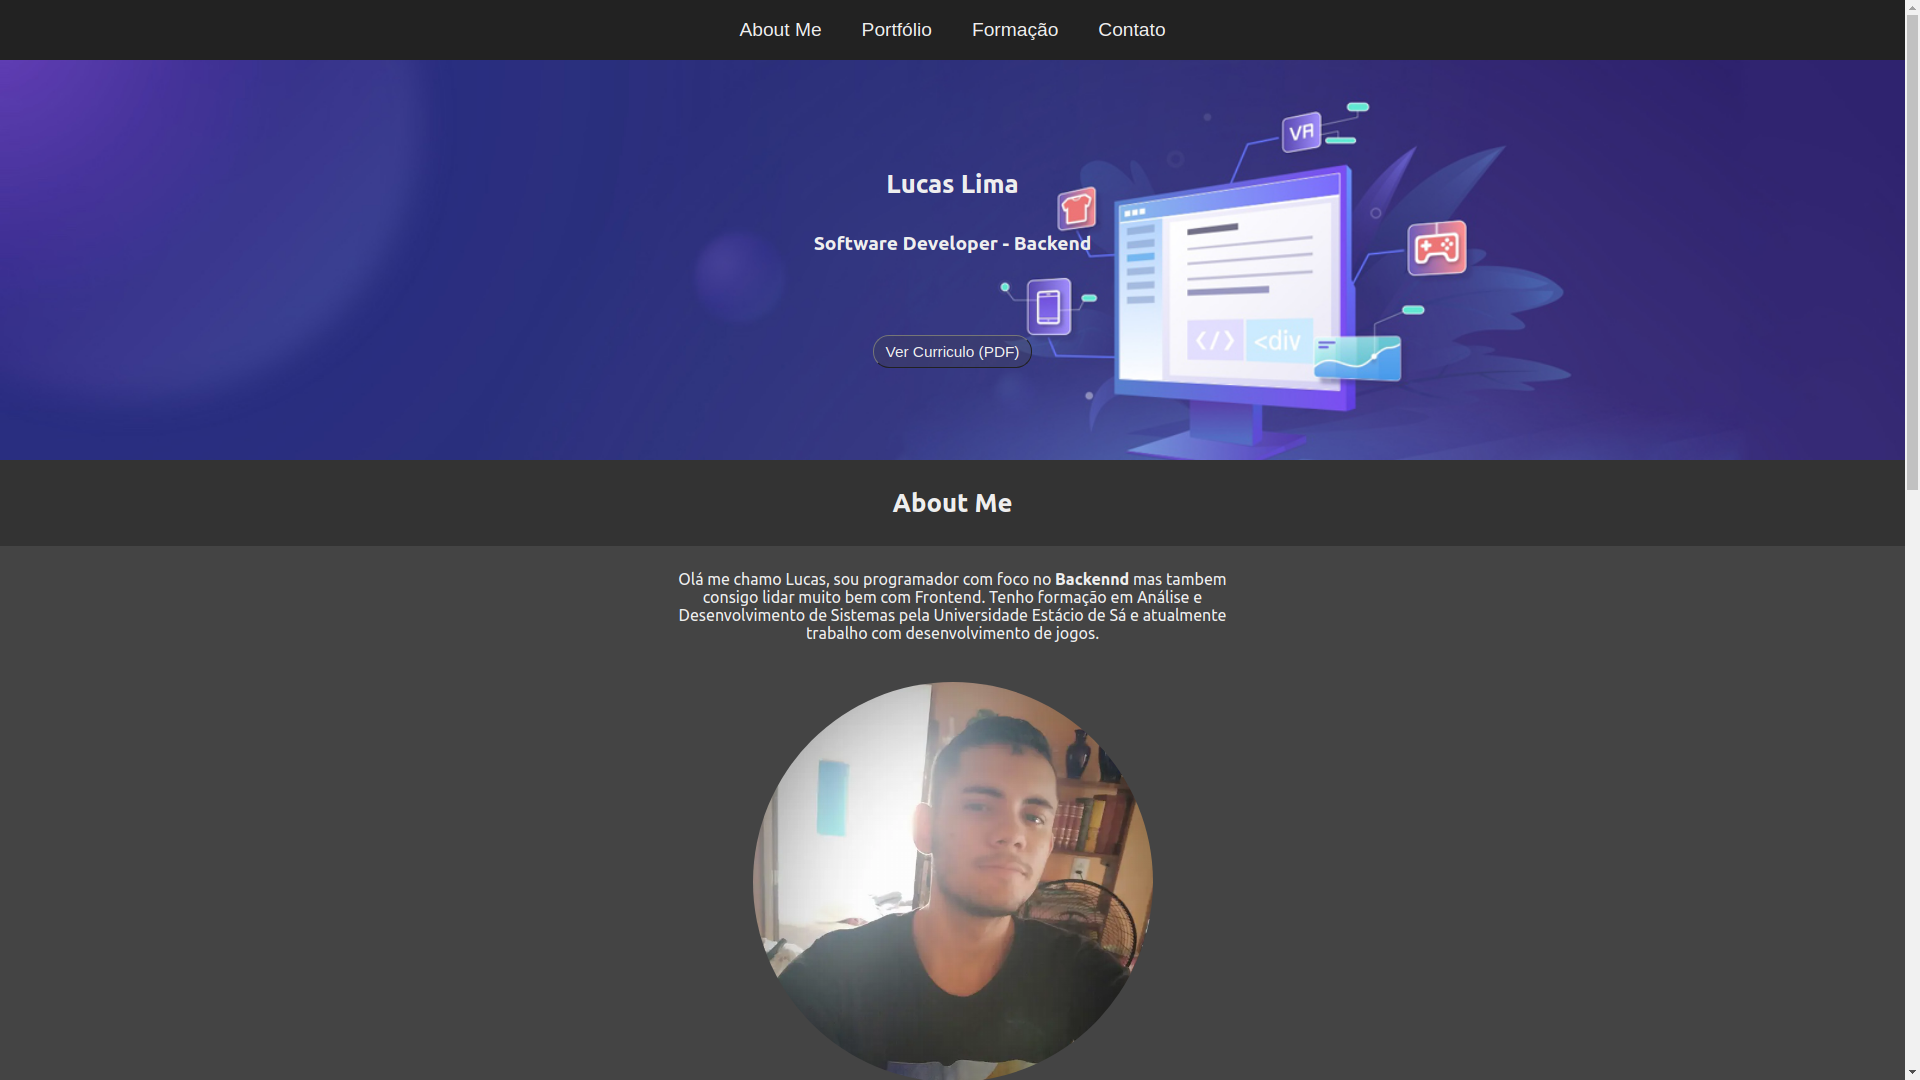 About Me Portfólio Formação Contato
VR
Lucas Lima
Software Developer - Backend
</> <div
Ver Curriculo (PDF)
About Me
Olá me chamo Lucas, sou programador com foco no Backennd mas tambem
consigo lidar muito bem com Frontend. Tenho formação em Análise e
Desenvolvimento de Sistemas pela Universidade Estácio de Sá e atualmente
trabalho com desenvolvimento de jogos.